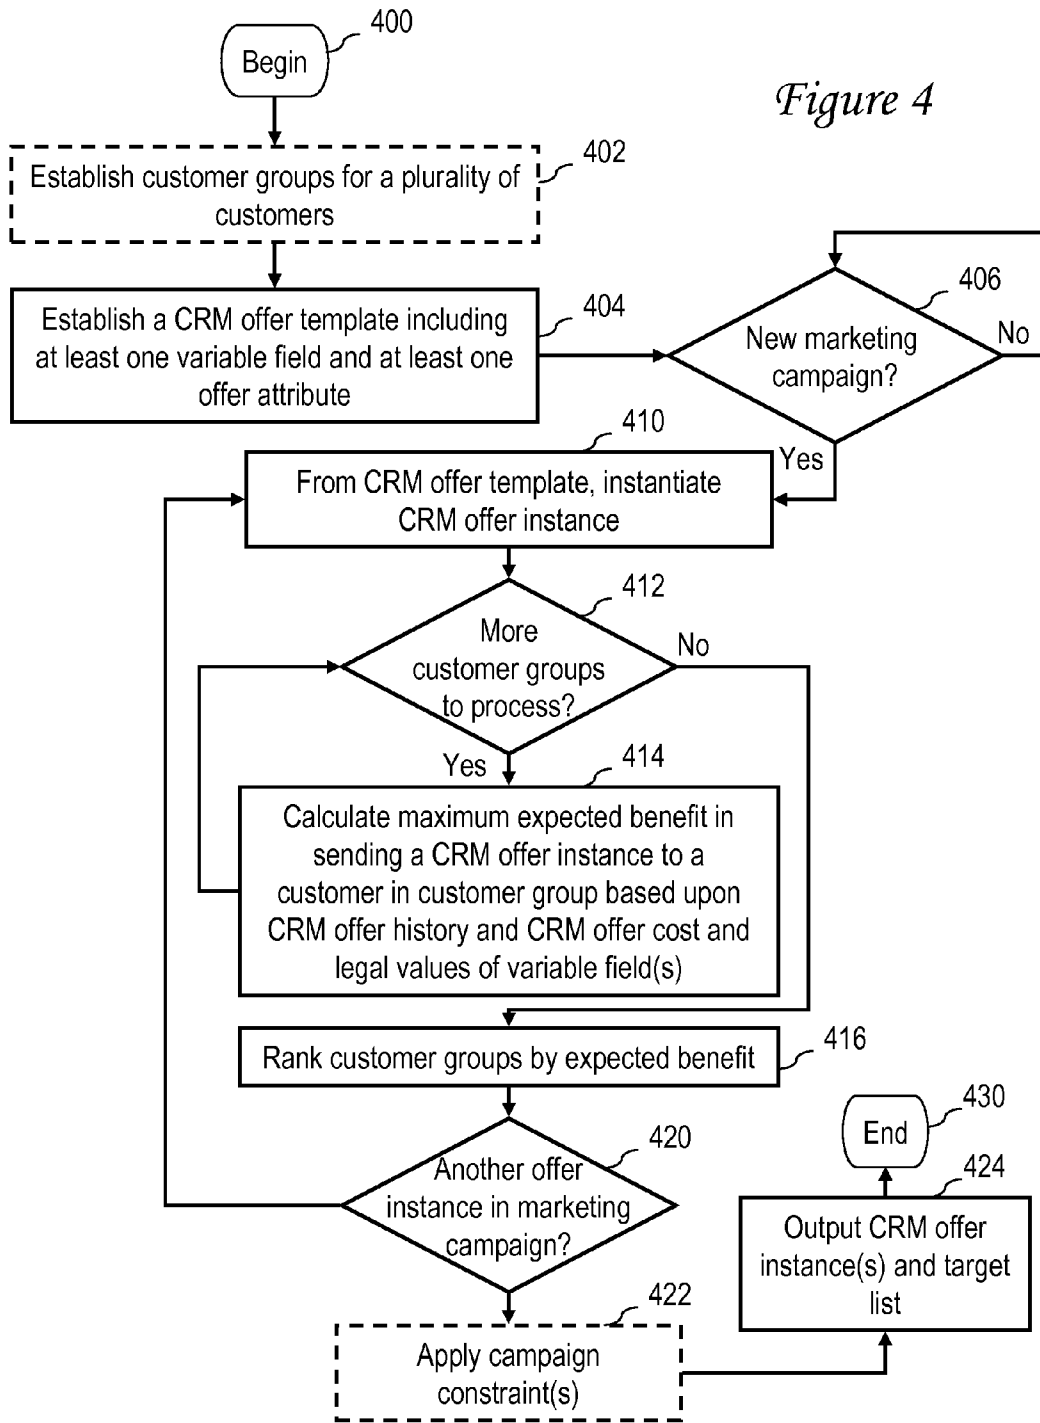 400
Begin
Figure 4
402
Establish customer groups for a plurality of
customers
404
Establish a CRM offer template including
at least one variable field and at least one
offer attribute
406
New marketing
campaign?
No
Yes
410
From CRM offer template, instantiate
CRM offer instance
412
More
customer groups
to process?
No
Yes
414
Calculate maximum expected benefit in
sending a CRM offer instance to a
customer in customer group based upon
CRM offer history and CRM offer cost and
legal values of variable field(s)
416
Rank customer groups by expected benefit
420
Another offer
instance in marketing
campaign?
422
Apply campaign
constraint(s)
424
Output CRM offer
instance(s) and target
list
430
End